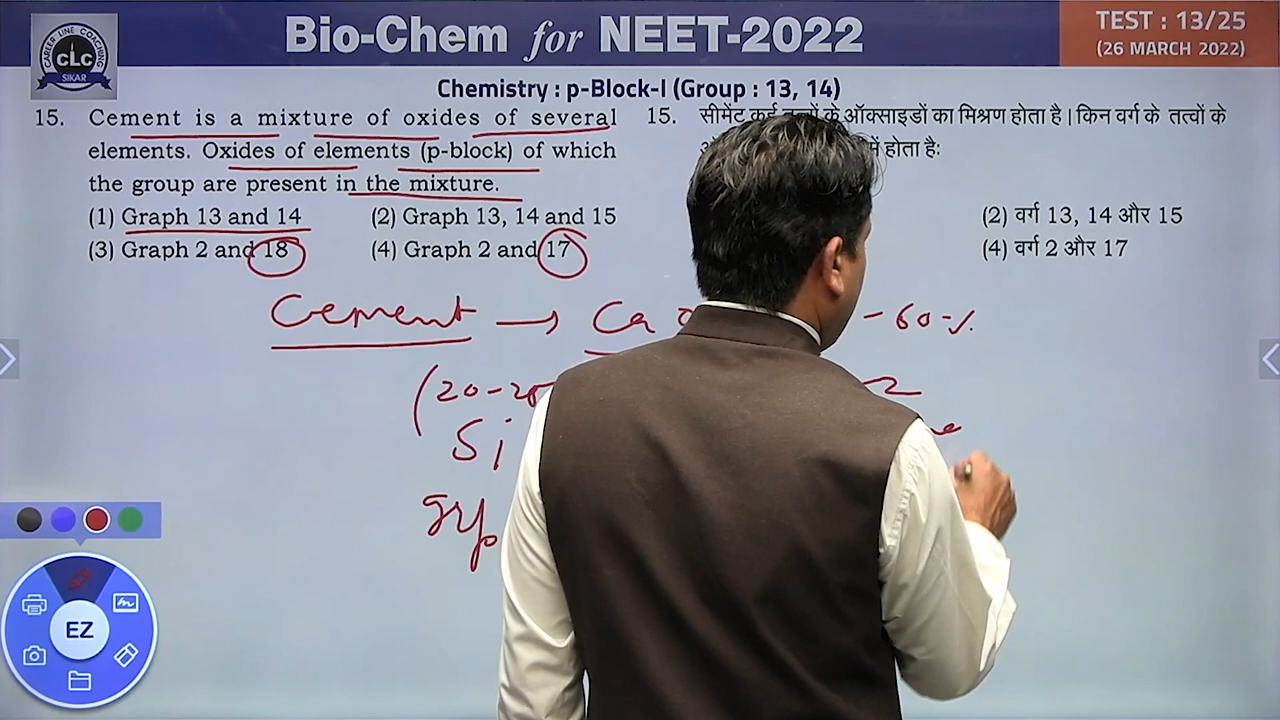 CAREER LINE COACHING
CLC
SIKAR
Bio-Chem for NEET-2022
TEST : 13/25
(26 MARCH 2022)
Chemistry : p-Block-I (Group : 13, 14)
15. Cement is a mixture of oxides of several
elements. Oxides of elements (p-block) of which
the group are present in the mixture.
(1) Graph 13 and 14 (2) Graph 13, 14 and 15
(3) Graph 2 and 18 (4) Graph 2 and 17
15. सीमेंट कई तत्वों के ऑक्साइडों का मिश्रण होता है। किन वर्ग के तत्वों के
में होता है:
(2) वर्ग 13, 14 और 15
(4) वर्ग 2 और 17
Cement → Ca - 60%
(20-2
Si
gyp
EZ